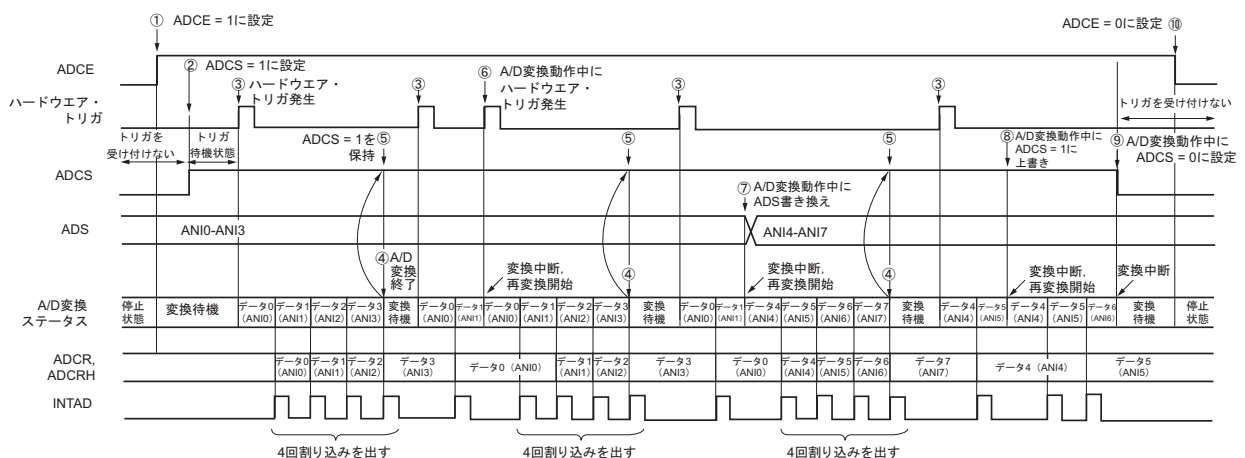 ① ADCE = 1に設定
ADCE = 0に設定 ⑩
ADCE
② ADCS = 1に設定
③ ハードウエア・
トリガ発生
③
⑥ A/D変換動作中に
ハードウエア・
トリガ発生
③
③
ハードウエア・
トリガ
トリガを
受け付けない
トリガ
待機状態
ADCS = 1を ⑤
保持
⑤
⑤
⑧ A/D変換動作中に
ADCS = 1に
上書き
トリガを受け付けない
⑨ A/D変換動作中に
ADCS = 0に設定
ADCS
⑦ A/D変換動作中に
ADS書き換え
ADS
ANI0-ANI3
ANI4-ANI7
④ A/D
変換
終了
変換中断,
再変換開始
④
変換中断,
再変換開始
④
変換中断,
再変換開始
変換中断
A/D変換
ステータス
停止
状態
変換待機
データ0
(ANI0)
データ1
(ANI1)
データ2
(ANI2)
データ3
(ANI3)
変換
待機
データ0
(ANI0)
データ1
(ANI1)
データ0
(ANI0)
データ1
(ANI1)
データ2
(ANI2)
データ3
(ANI3)
変換
待機
データ0
(ANI0)
データ1
(ANI1)
データ4
(ANI4)
データ5
(ANI5)
データ6
(ANI6)
データ7
(ANI7)
変換
待機
データ4
(ANI4)
データ5
(ANI5)
データ4
(ANI4)
データ5
(ANI5)
データ6
(ANI6)
変換
待機
停止
状態
ADCR,
ADCRH
データ0
(ANI0)
データ1
(ANI1)
データ2
(ANI2)
データ3
(ANI3)
データ0 (ANI0)
データ1
(ANI1)
データ2
(ANI2)
データ3
(ANI3)
データ0
(ANI0)
データ4
(ANI4)
データ5
(ANI5)
データ6
(ANI6)
データ7
(ANI7)
データ4 (ANI4)
データ5
(ANI5)
INTAD
4回割り込みを出す
4回割り込みを出す
4回割り込みを出す